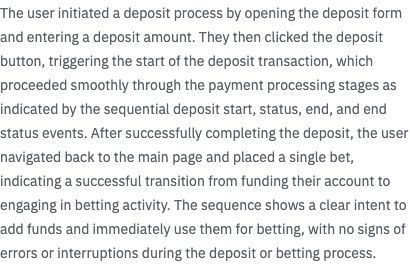 The user initiated a deposit process by opening the deposit form
and entering a deposit amount. They then clicked the deposit
button, triggering the start of the deposit transaction, which
proceeded smoothly through the payment processing stages as
indicated by the sequential deposit start, status, end, and end
status events. After successfully completing the deposit, the user
navigated back to the main page and placed a single bet,
indicating a successful transition from funding their account to
engaging in betting activity. The sequence shows a clear intent to
add funds and immediately use them for betting, with no signs of
errors or interruptions during the deposit or betting process.